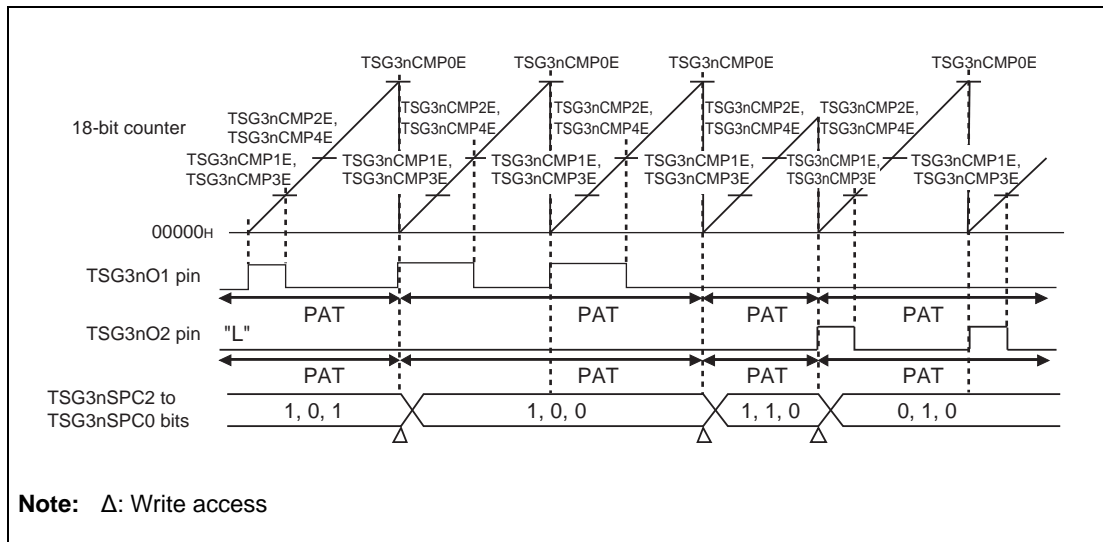 TSG3nCMP0E TSG3nCMP0E TSG3nCMP0E TSG3nCMP0E
18-bit counter
TSG3nCMP2E,
TSG3nCMP4E
TSG3nCMP2E,
TSG3nCMP4E
TSG3nCMP2E,
TSG3nCMP4E
TSG3nCMP2E,
TSG3nCMP4E
TSG3nCMP2E,
TSG3nCMP4E
TSG3nCMP1E,
TSG3nCMP3E
TSG3nCMP1E,
TSG3nCMP3E
TSG3nCMP1E,
TSG3nCMP3E
TSG3nCMP1E,
TSG3nCMP3E
TSG3nCMP1E,
TSG3nCMP3E
TSG3nCMP1E,
TSG3nCMP3E
00000H
TSG3nO1 pin
PAT PAT PAT PAT
TSG3nO2 pin "L"
PAT PAT PAT PAT
TSG3nSPC2 to
TSG3nSPC0 bits
1, 0, 1 1, 0, 0 1, 1, 0 0, 1, 0
Note: Δ: Write access